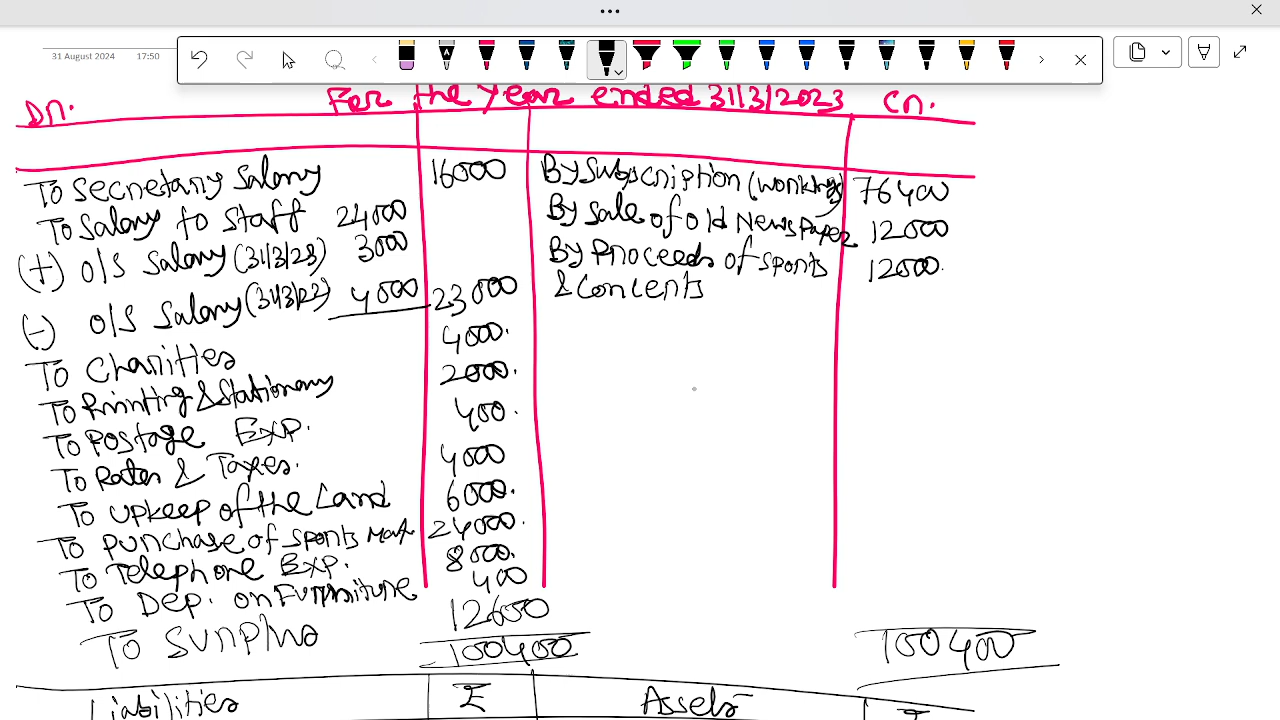 31 August 2024 17:50
For the Year ended 31/3/2023
Dr. Cr.
To Secretary Salary 16000
To Salary to Staff 24000
(+) O/S Salary (31/3/23) 3000
(-) O/S Salary (31/3/22) 4000 23000
To Charities 4000.
To Printing & Stationary 2000.
To Postage Exp. 400.
To Rates & Taxes. 4000
To Upkeep of the Land 6000.
To Purchase of Sports Mat. 24000.
To Telephone Exp. 8000.
To Dep. on Furniture 400
To Surplus 12600
100400
By Subscription (working) 76400
By Sale of old News Paper 12000
By Proceeds of Sports 12000.
& Concerts
100400
Liabilities ₹ Assets ₹